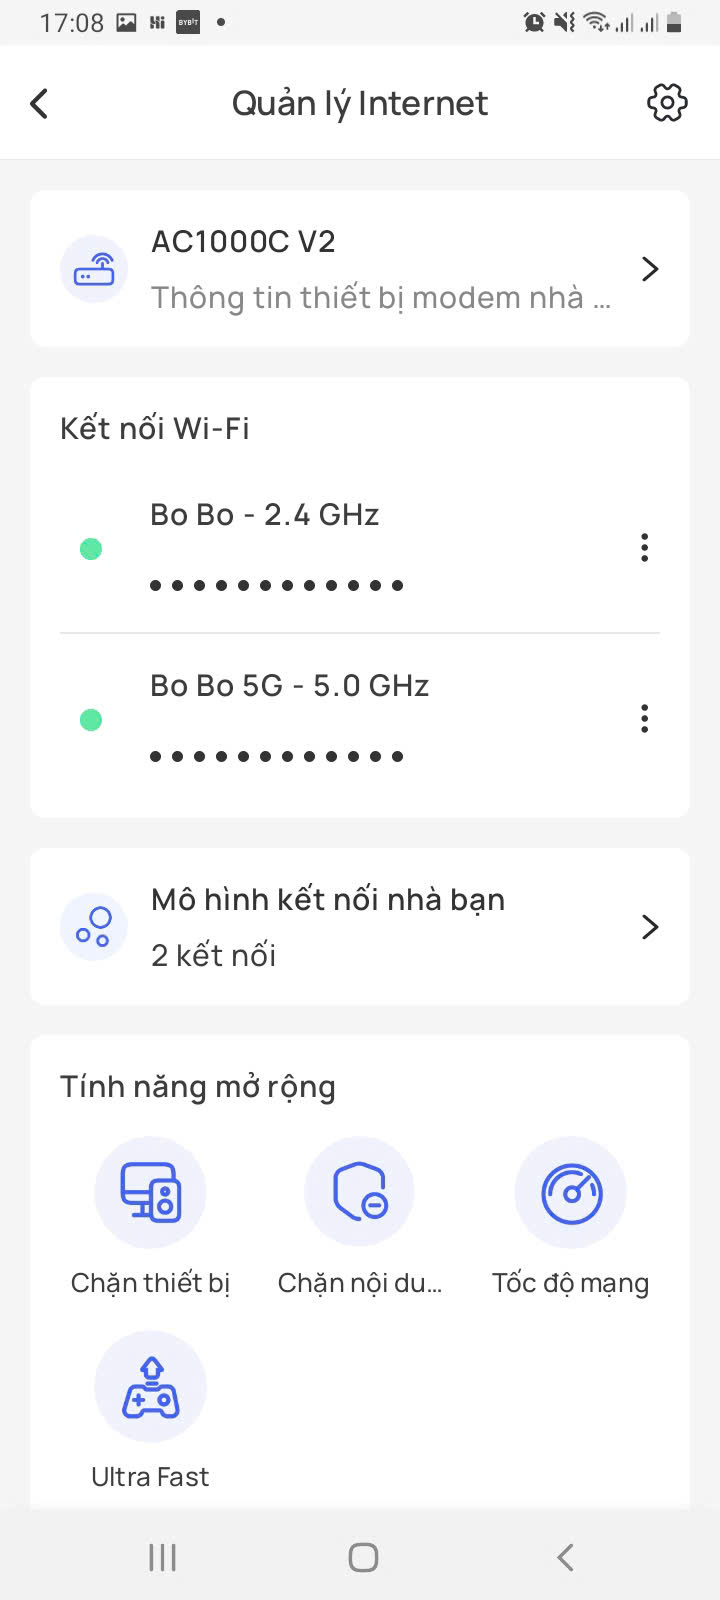 17:08
BYBIT
Quản lý Internet
AC1000C V2
Thông tin thiết bị modem nhà ...
Kết nối Wi-Fi
Bo Bo - 2.4 GHz
Bo Bo 5G - 5.0 GHz
Mô hình kết nối nhà bạn
2 kết nối
Tính năng mở rộng
Chặn thiết bị
Chặn nội du...
Tốc độ mạng
Ultra Fast